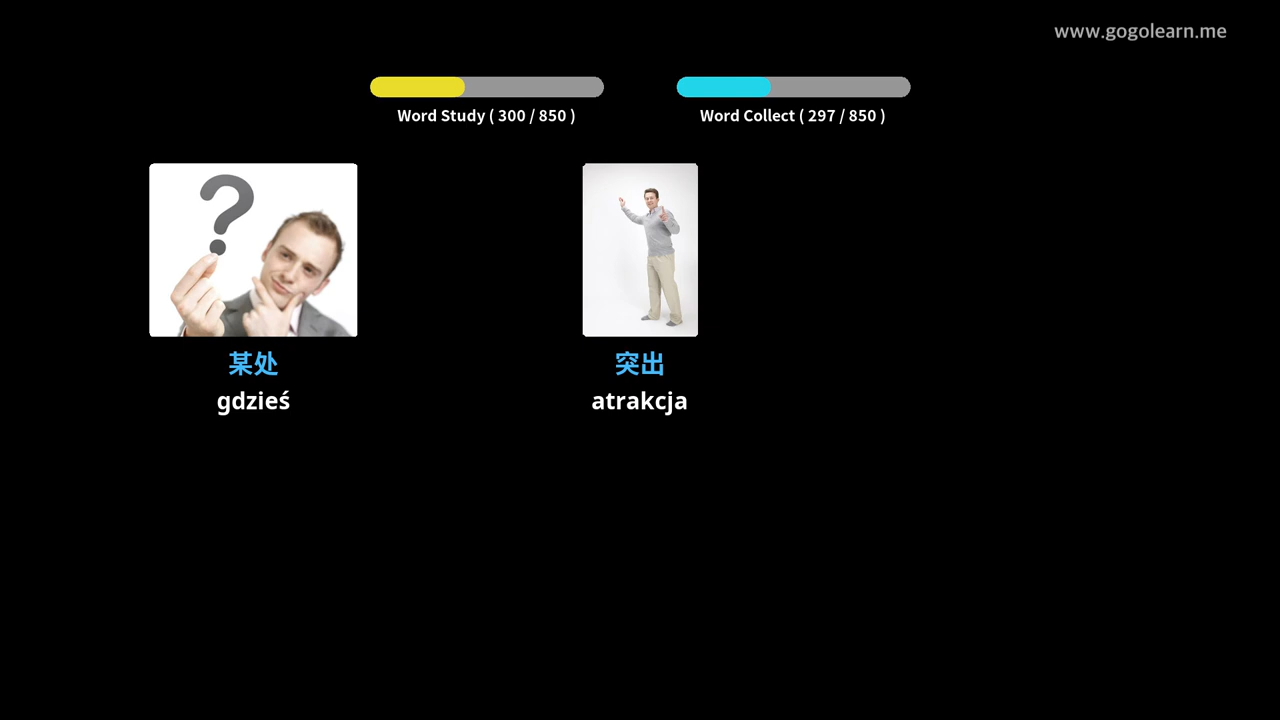 www.gogolearn.me
Word Study ( 300 / 850 )
Word Collect ( 297 / 850 )
某处
gdzieś
突出
atrakcja